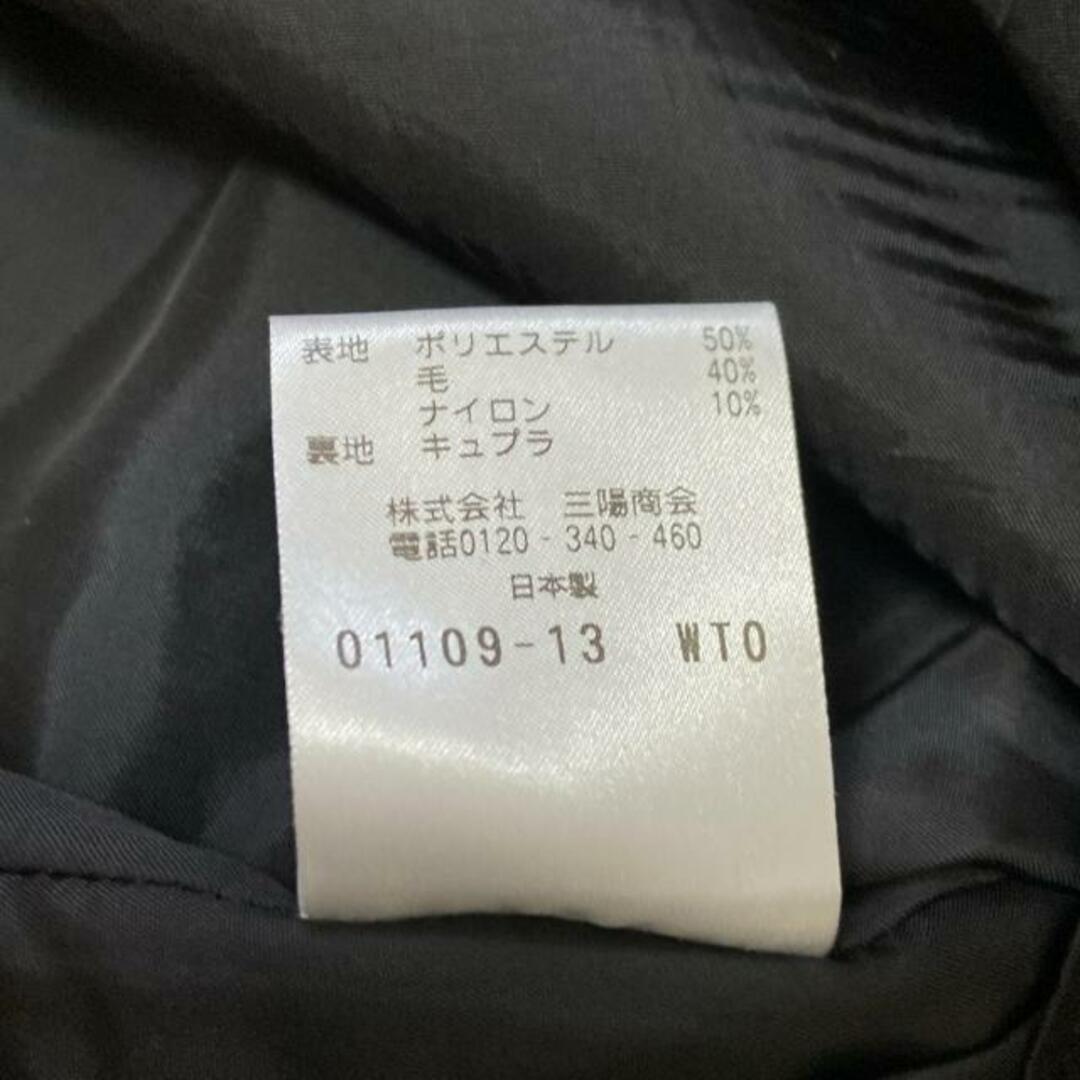 表地 ポリエステル 50%
毛 40%
ナイロン 10%
裏地 キュプラ
株式会社 三陽商会
電話0120-340-460
日本製
01109-13 WTO